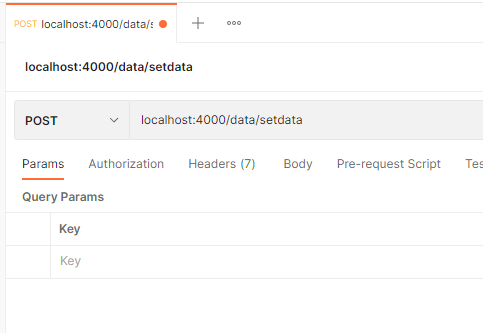 POST localhost:4000/data/s
localhost:4000/data/setdata
POST localhost:4000/data/setdata
Params Authorization Headers (7) Body Pre-request Script Tes
Query Params
Key
Key